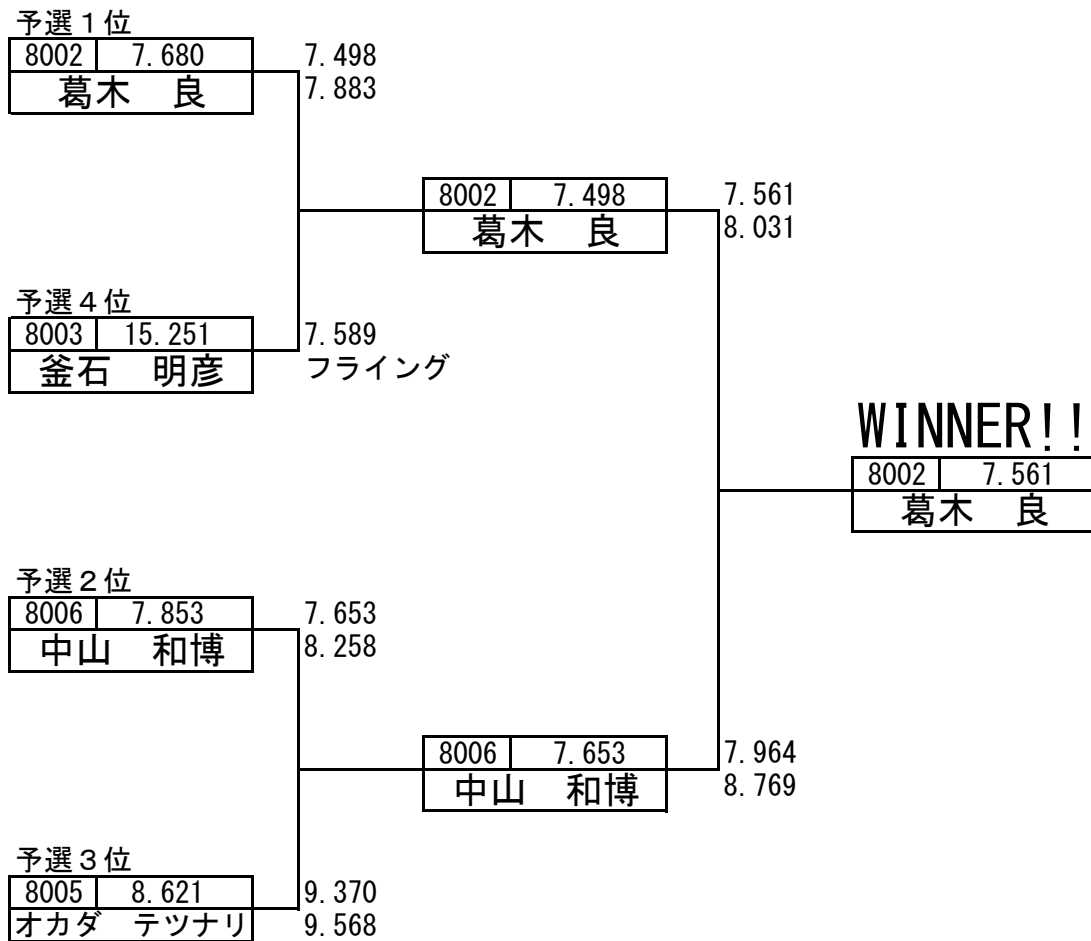 予選１位
8002 7.680
葛木　良
7.498
7.883
8002 7.498
葛木　良
7.561
8.031
予選４位
8003 15.251
釜石　明彦
7.589
フライング
WINNER!!
8002 7.561
葛木　良
予選２位
8006 7.853
中山　和博
7.653
8.258
8006 7.653
中山　和博
7.964
8.769
予選３位
8005 8.621
オカダ　テツナリ
9.370
9.568